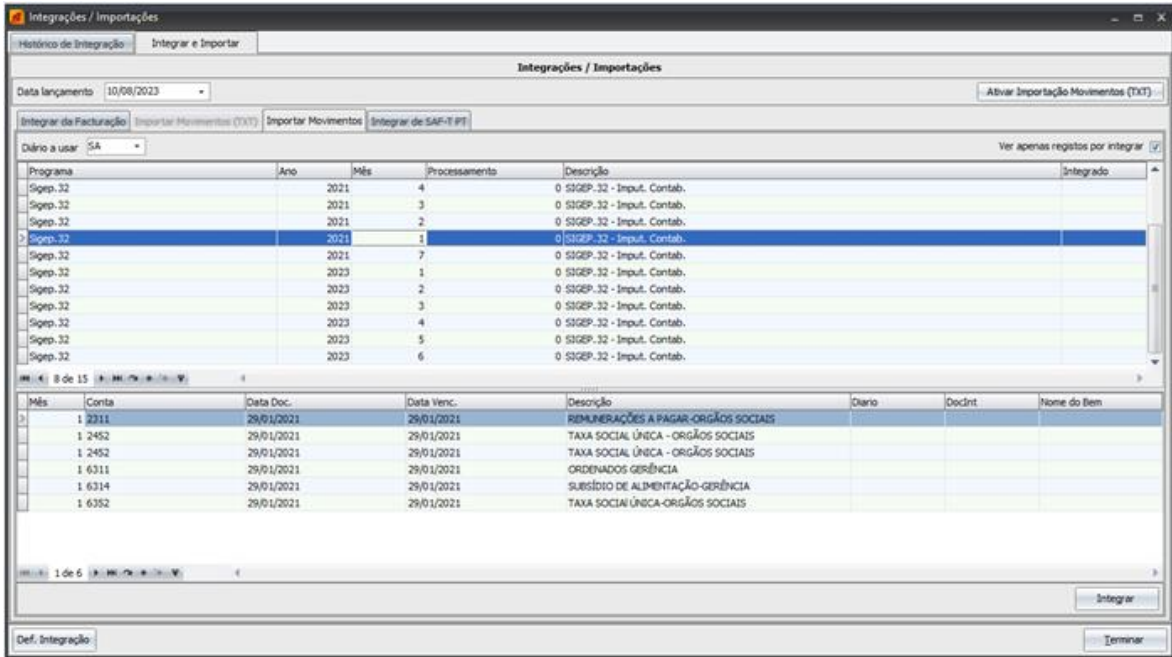 Integrações / Importações
Histórico de Integração Integrar e Importar
Integrações / Importações
Data lançamento 10/08/2023 Ativar Importação Movimentos (TXT)
Integrar da Facturação Importar Movimentos (TXT) Importar Movimentos Integrar de SAF-T PT
Diário a usar SA Ver apenas registos por integrar
Programa Ano Mês Processamento Descrição Integrado
Sigep.32 2021 4 0 SIGEP.32 - Imput. Contab.
Sigep.32 2021 3 0 SIGEP.32 - Imput. Contab.
Sigep.32 2021 2 0 SIGEP.32 - Imput. Contab.
Sigep.32 2021 1 0 SIGEP.32 - Imput. Contab.
Sigep.32 2021 7 0 SIGEP.32 - Imput. Contab.
Sigep.32 2023 1 0 SIGEP.32 - Imput. Contab.
Sigep.32 2023 2 0 SIGEP.32 - Imput. Contab.
Sigep.32 2023 3 0 SIGEP.32 - Imput. Contab.
Sigep.32 2023 4 0 SIGEP.32 - Imput. Contab.
Sigep.32 2023 5 0 SIGEP.32 - Imput. Contab.
Sigep.32 2023 6 0 SIGEP.32 - Imput. Contab.
8 de 15
Mês Conta Data Doc. Data Venc. Descrição Diario DocInt Nome do Bem
1 2311 29/01/2021 29/01/2021 REMUNERAÇÕES A PAGAR-ORGÃOS SOCIAIS
1 2452 29/01/2021 29/01/2021 TAXA SOCIAL ÚNICA - ORGÃOS SOCIAIS
1 2452 29/01/2021 29/01/2021 TAXA SOCIAL ÚNICA - ORGÃOS SOCIAIS
1 6311 29/01/2021 29/01/2021 ORDENADOS GERÊNCIA
1 6314 29/01/2021 29/01/2021 SUBSÍDIO DE ALIMENTAÇÃO-GERÊNCIA
1 6352 29/01/2021 29/01/2021 TAXA SOCIAl ÚNICA-ORGÃOS SOCIAIS
1 de 6
Integrar
Def. Integração Terminar